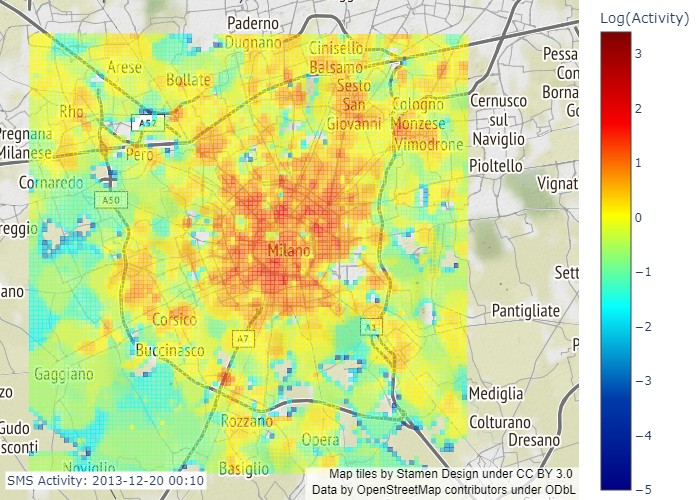 Paderno
Dugnano
Cinisello
Balsamo
Arese
Bollate
Sesto
San
Giovanni
Cologno
Monzese
Vimodrone
Cernusco
sul
Naviglio
Pioltello
Pessa
Con
Borna
Go
Rho
A52
Pregnana
Milanese
Pero
Cornaredo
A50
reggio
Vignat
Milano
Sett
ano
Pantigliate
Corsico
A7
A1
Buccinasco
P
Gaggiano
zo
Mediglia
Rozzano
Colturano
Gudo
sconti
Opera
Dresano
Noviglio
Basiglio
SMS Activity: 2013-12-20 00:10
Map tiles by Stamen Design under CC BY 3.0
Data by OpenStreetMap contributors under ODbL
Log(Activity)
3
2
1
0
−1
−2
−3
−4
−5